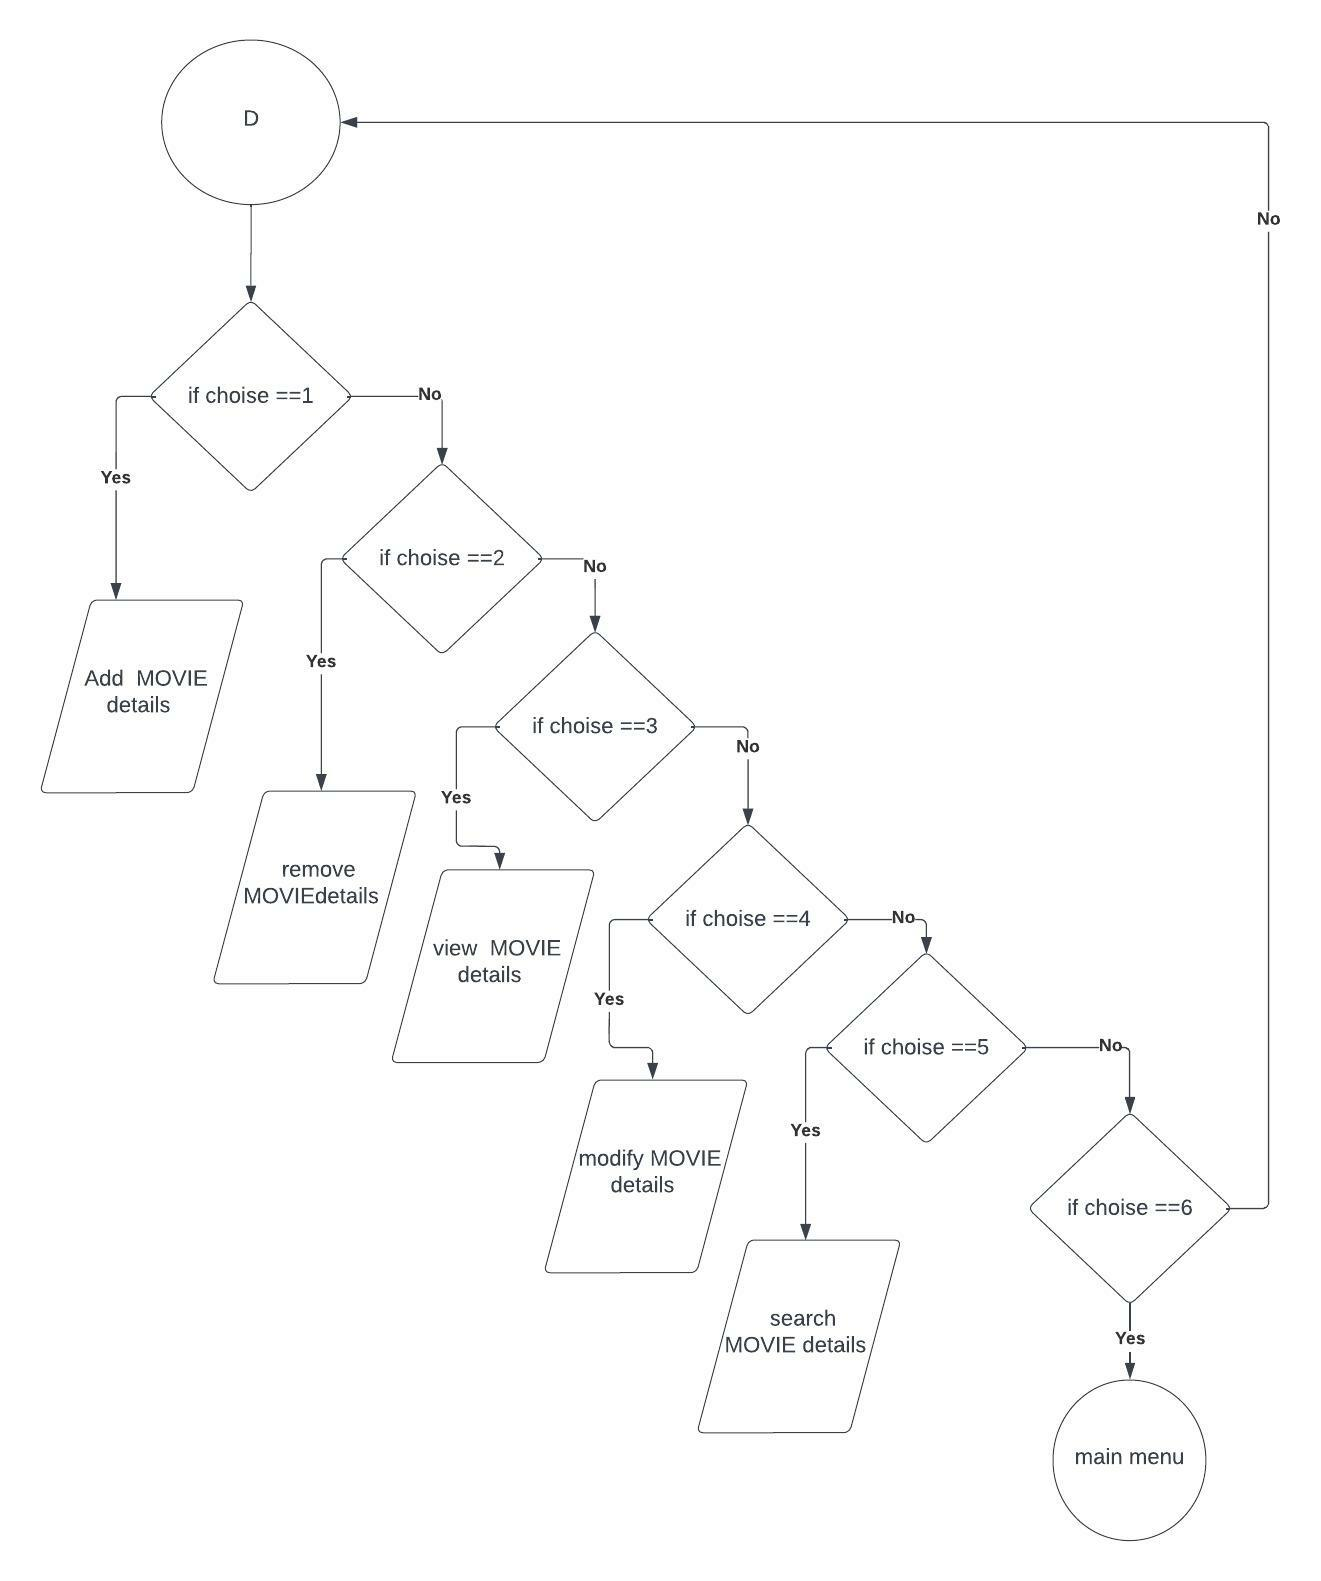 D
No
if choise ==1
No
Yes
if choise ==2
No
Yes
Add  MOVIE
details
if choise ==3
No
Yes
remove
MOVIEdetails
if choise ==4
No
view  MOVIE
details
Yes
if choise ==5
No
Yes
modify MOVIE
details
if choise ==6
search
MOVIE details
Yes
main menu